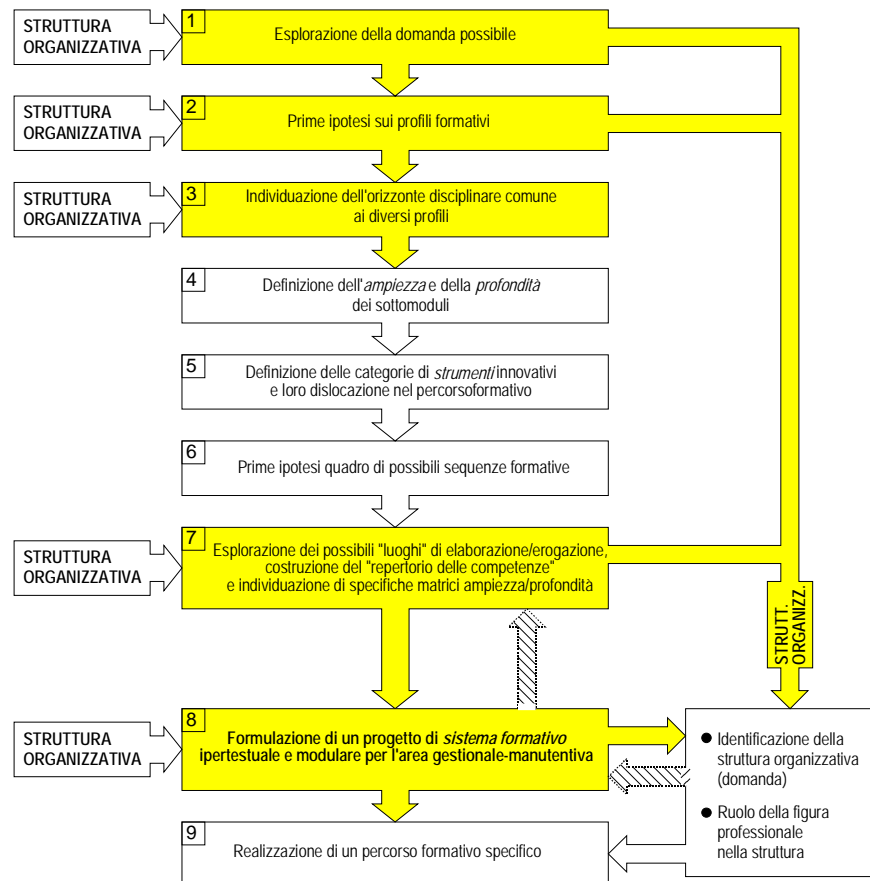 STRUTTURA
ORGANIZZATIVA
1
Esplorazione della domanda possibile
STRUTTURA
ORGANIZZATIVA
2
Prime ipotesi sui profili formativi
STRUTTURA
ORGANIZZATIVA
3
Individuazione dell'orizzonte disciplinare comune
ai diversi profili
4
Definizione dell'ampiezza e della profondità
dei sottomoduli
5
Definizione delle categorie di strumenti innovativi
e loro dislocazione nel percorsoformativo
6
Prime ipotesi quadro di possibili sequenze formative
STRUTTURA
ORGANIZZATIVA
7
Esplorazione dei possibili "luoghi" di elaborazione/erogazione,
costruzione del "repertorio delle competenze"
e individuazione di specifiche matrici ampiezza/profondità
STRUTT.
ORGANIZZ.
STRUTTURA
ORGANIZZATIVA
8
Formulazione di un progetto di sistema formativo
ipertestuale e modulare per l'area gestionale-manutentiva
● Identificazione della
struttura organizzativa
(domanda)
● Ruolo della figura
professionale
nella struttura
9
Realizzazione di un percorso formativo specifico